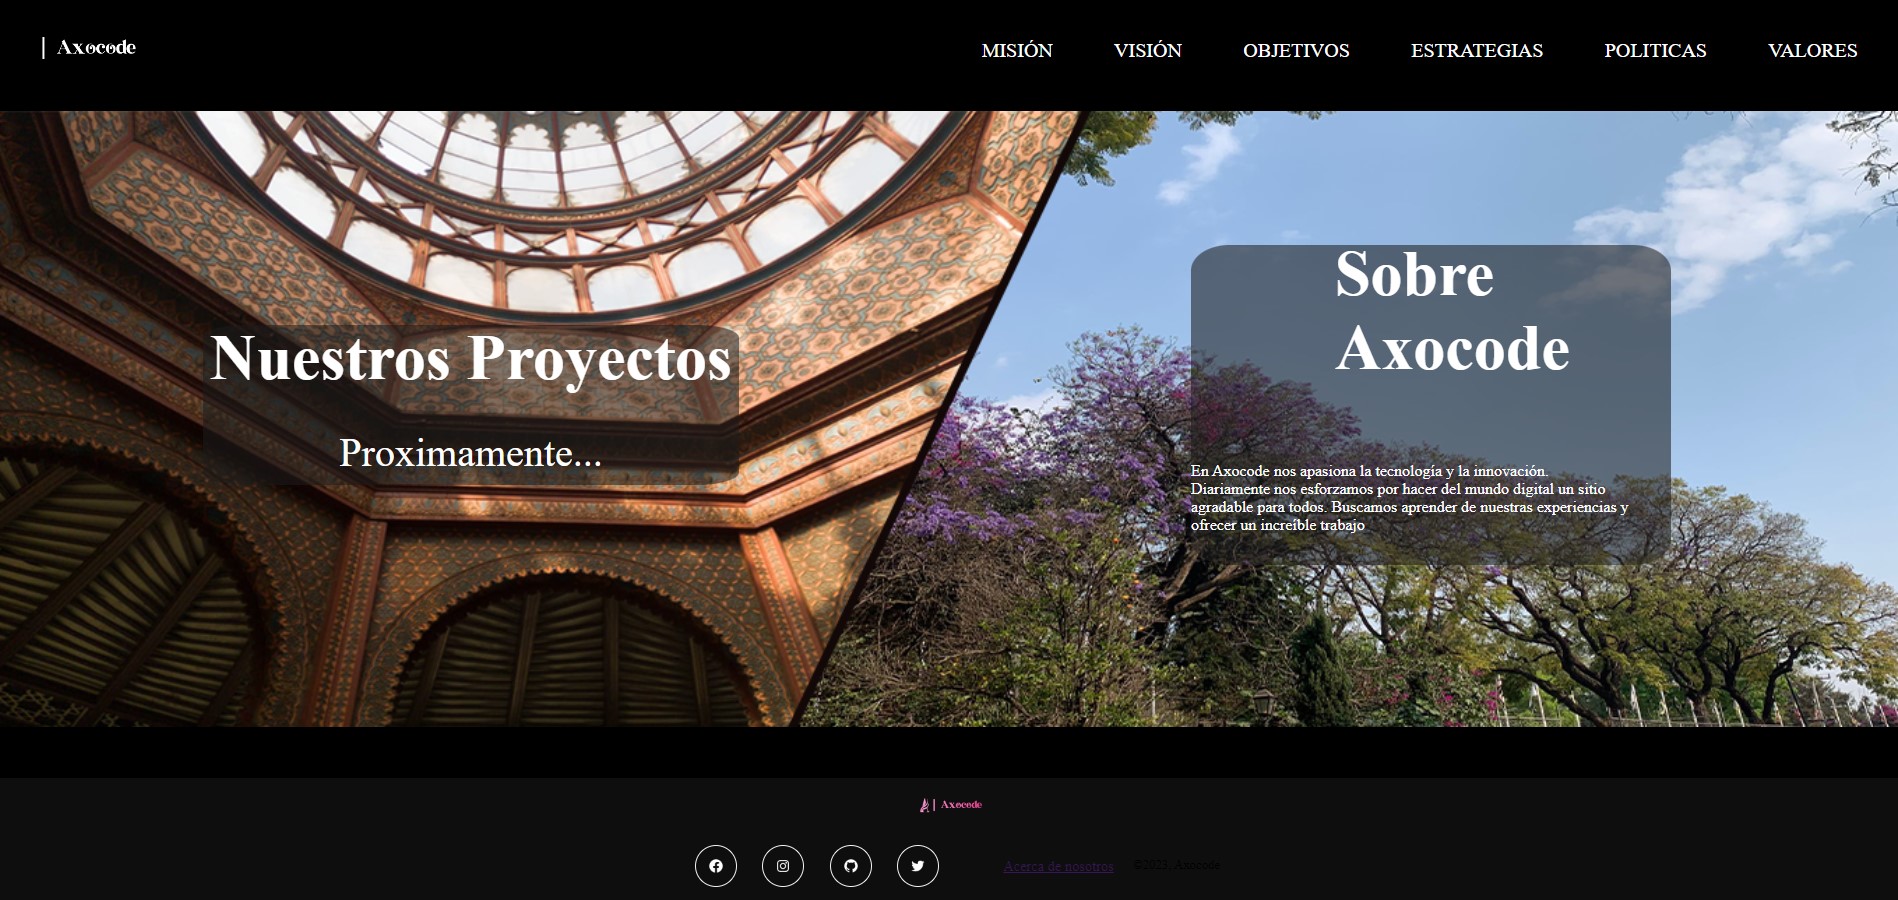 | Axocode
MISIÓN VISIÓN OBJETIVOS ESTRATEGIAS POLITICAS VALORES
Nuestros Proyectos
Proximamente...
Sobre
Axocode
En Axocode nos apasiona la tecnología y la innovación.
Diariamente nos esforzamos por hacer del mundo digital un sitio
agradable para todos. Buscamos aprender de nuestras experiencias y
ofrecer un increíble trabajo
| Axocode
Acerca de nosotros ©2023. Axocode